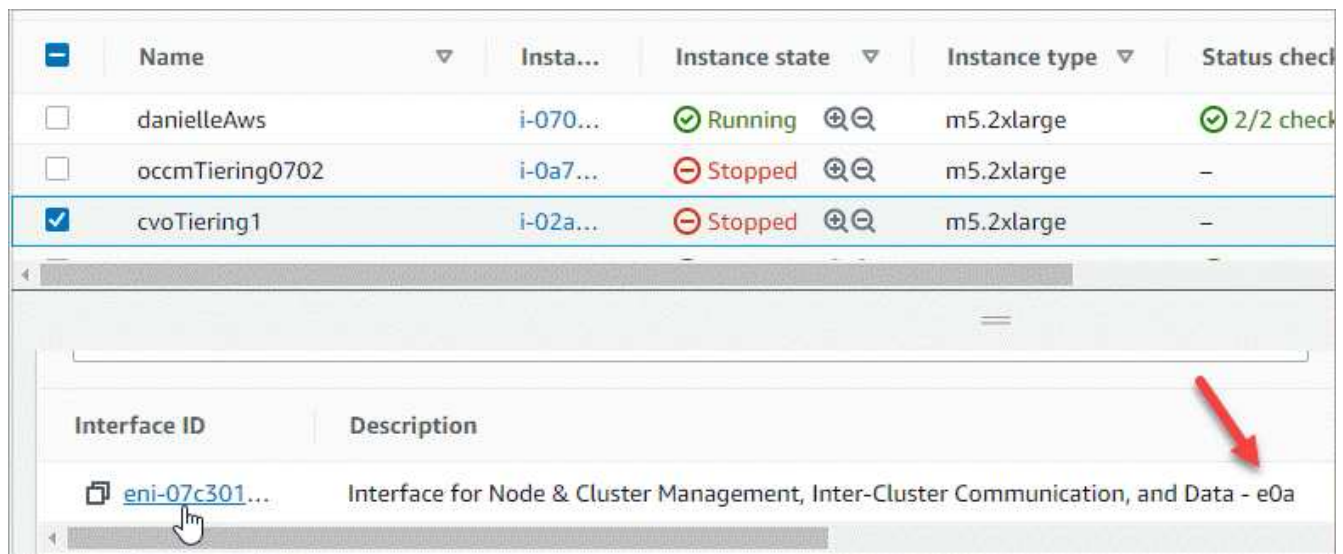 Name Insta... Instance state Instance type Status check
danielleAws i-070... Running m5.2xlarge 2/2 check
occmTiering0702 i-0a7... Stopped m5.2xlarge –
cvoTiering1 i-02a... Stopped m5.2xlarge –
Interface ID Description
eni-07c301... Interface for Node & Cluster Management, Inter-Cluster Communication, and Data - e0a